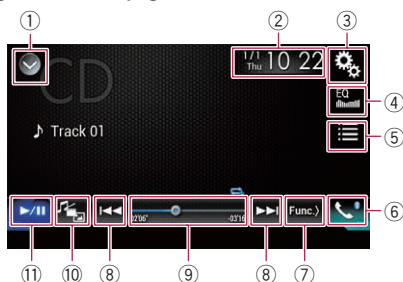 ① ② ③
1/1 Thu 10 22
CD
EQ
④
♪ Track 01
⑤
02'06" -03'16
Func.⟩
⑥
⑪ ⑩ ⑧ ⑨ ⑧ ⑦